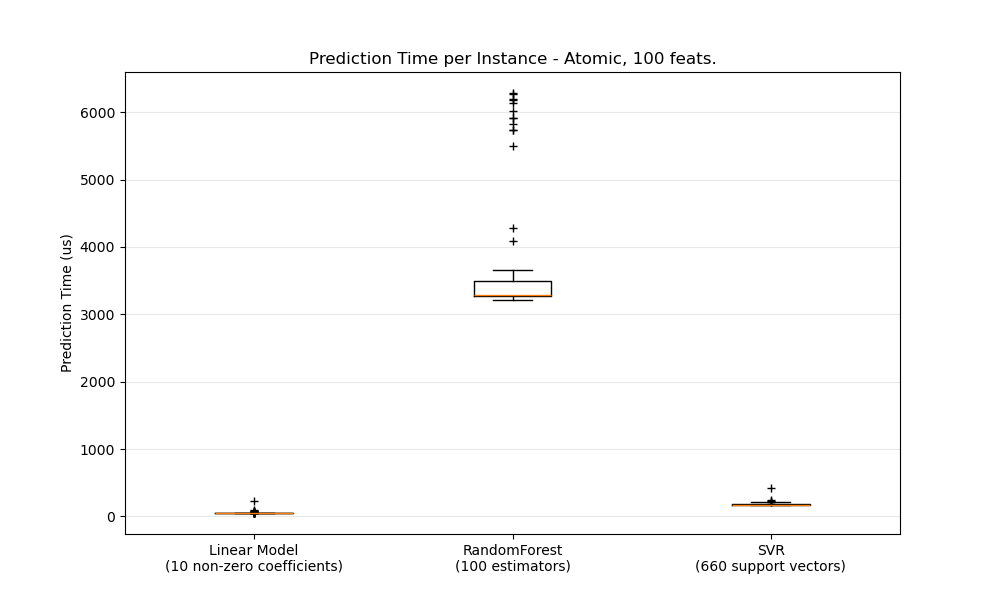 Prediction Time per Instance - Atomic, 100 feats.
Prediction Time (us)
6000
5000
4000
3000
2000
1000
0
Linear Model
(10 non-zero coefficients)
RandomForest
(100 estimators)
SVR
(660 support vectors)